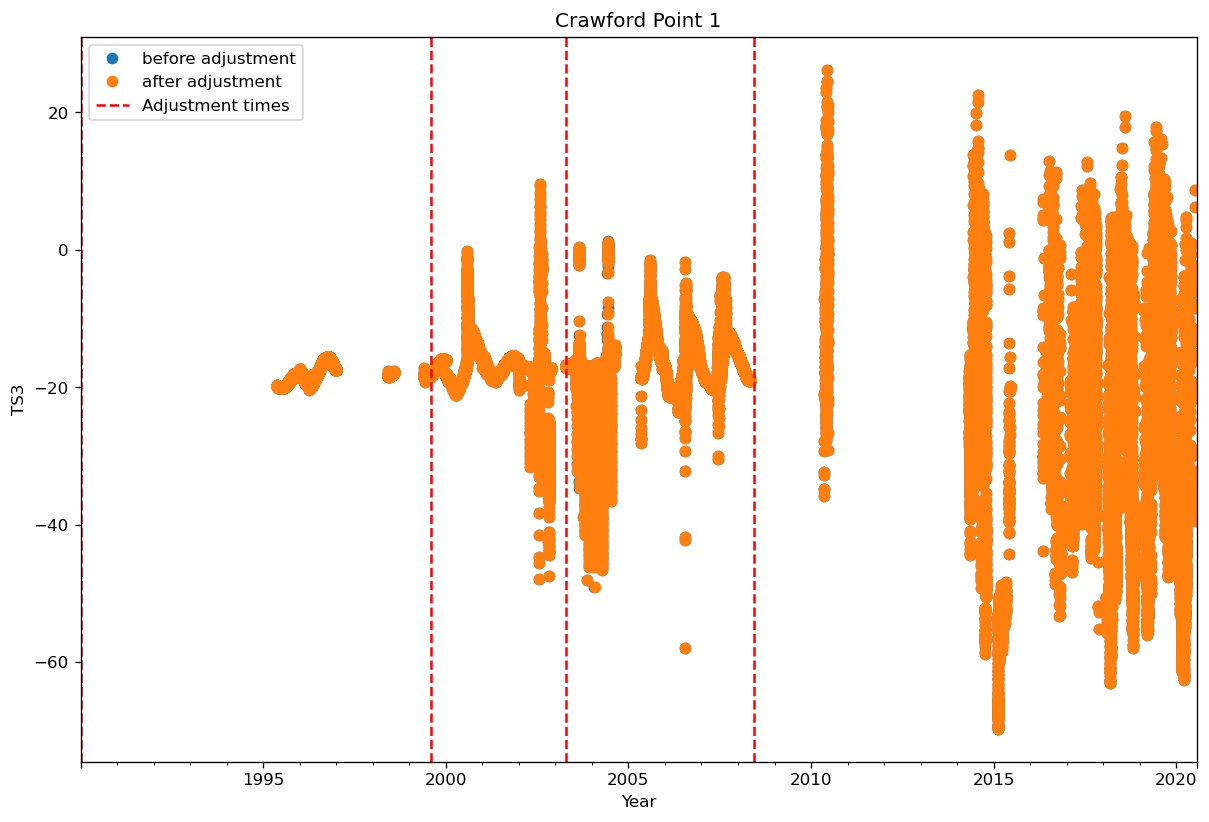 Crawford Point 1
before adjustment
after adjustment
Adjustment times
TS3
20
0
−20
−40
−60
1995
2000
2005
2010
2015
2020
Year